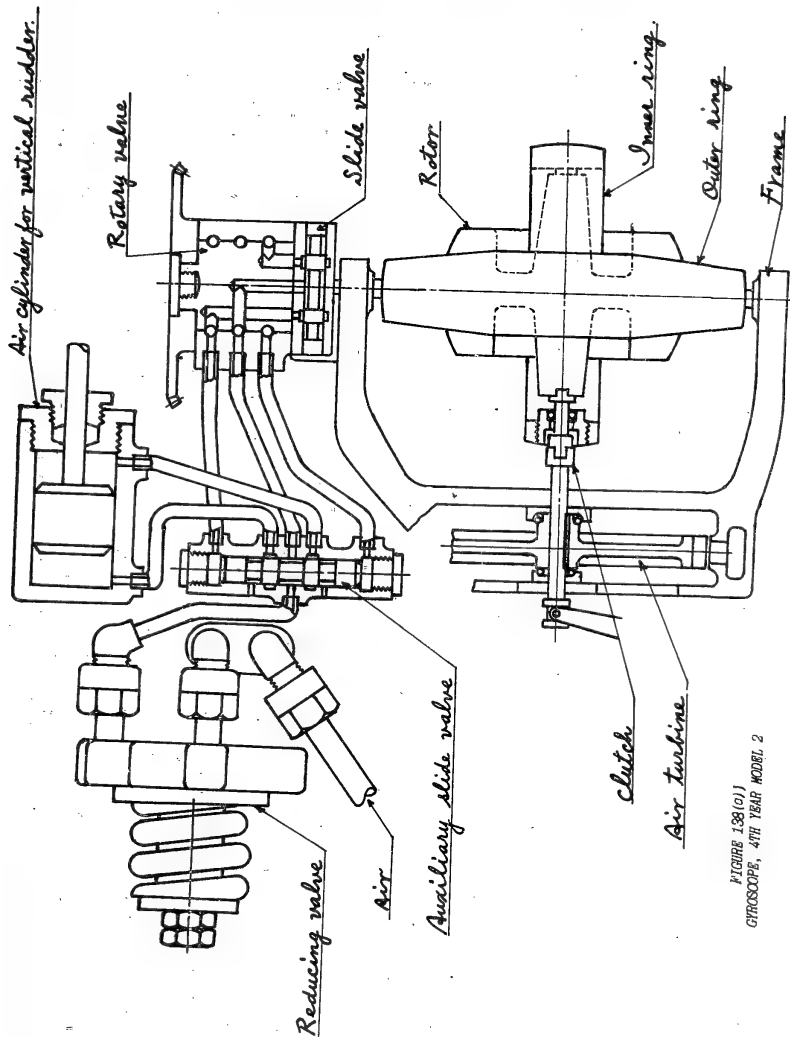 Air cylinder for vertical rudder.
Rotary valve
Slide valve
Rotor
Inner ring.
Outer ring
Frame
Reducing valve
Air
Auxiliary slide valve
Clutch
Air turbine
FIGURE 138(o)1
GYROSCOPE, 4TH YEAR MODEL 2